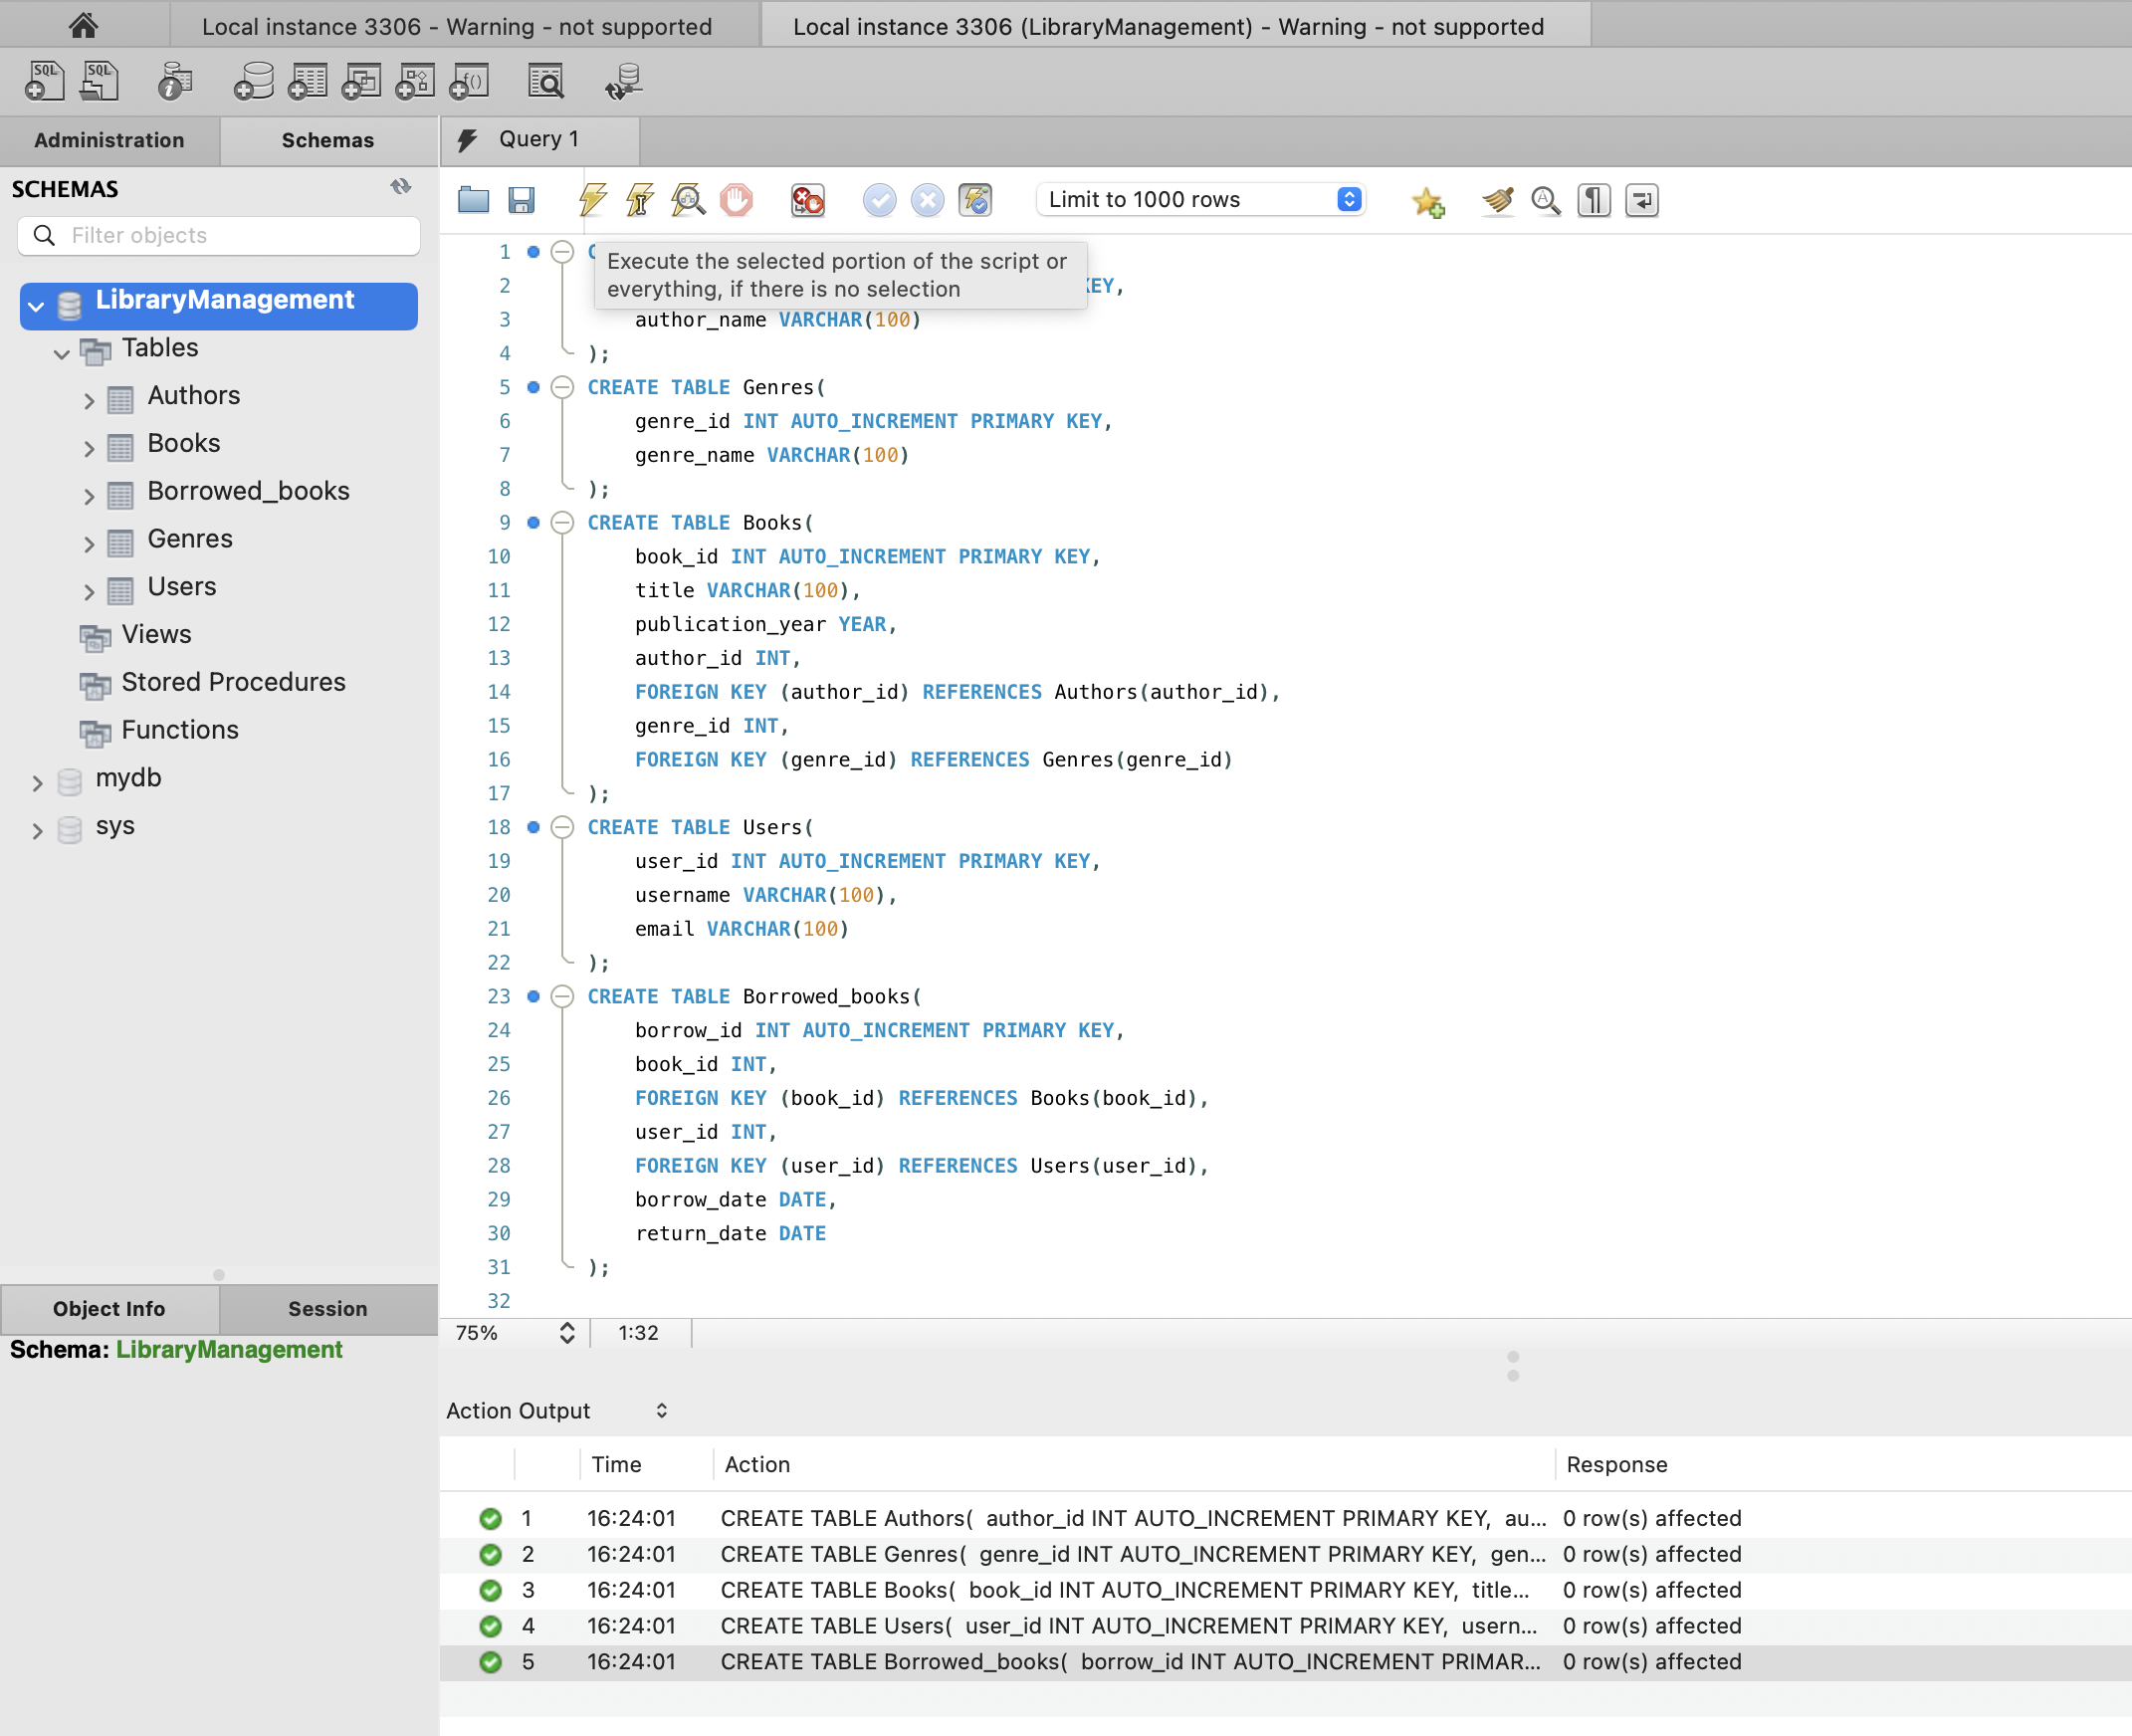 Local instance 3306 - Warning - not supported
Local instance 3306 (LibraryManagement) - Warning - not supported
SQL
SQL
Administration
Schemas
Query 1
SCHEMAS
Limit to 1000 rows
Filter objects
LibraryManagement
Tables
Authors
Books
Borrowed_books
Genres
Users
Views
Stored Procedures
Functions
mydb
sys
Execute the selected portion of the script or
everything, if there is no selection
1
2 KEY,
3 author_name VARCHAR(100)
4 );
5 CREATE TABLE Genres(
6 genre_id INT AUTO_INCREMENT PRIMARY KEY,
7 genre_name VARCHAR(100)
8 );
9 CREATE TABLE Books(
10 book_id INT AUTO_INCREMENT PRIMARY KEY,
11 title VARCHAR(100),
12 publication_year YEAR,
13 author_id INT,
14 FOREIGN KEY (author_id) REFERENCES Authors(author_id),
15 genre_id INT,
16 FOREIGN KEY (genre_id) REFERENCES Genres(genre_id)
17 );
18 CREATE TABLE Users(
19 user_id INT AUTO_INCREMENT PRIMARY KEY,
20 username VARCHAR(100),
21 email VARCHAR(100)
22 );
23 CREATE TABLE Borrowed_books(
24 borrow_id INT AUTO_INCREMENT PRIMARY KEY,
25 book_id INT,
26 FOREIGN KEY (book_id) REFERENCES Books(book_id),
27 user_id INT,
28 FOREIGN KEY (user_id) REFERENCES Users(user_id),
29 borrow_date DATE,
30 return_date DATE
31 );
32
75% 1:32
Object Info
Session
Schema: LibraryManagement
Action Output
Time Action Response
1 16:24:01 CREATE TABLE Authors( author_id INT AUTO_INCREMENT PRIMARY KEY, au... 0 row(s) affected
2 16:24:01 CREATE TABLE Genres( genre_id INT AUTO_INCREMENT PRIMARY KEY, gen... 0 row(s) affected
3 16:24:01 CREATE TABLE Books( book_id INT AUTO_INCREMENT PRIMARY KEY, title... 0 row(s) affected
4 16:24:01 CREATE TABLE Users( user_id INT AUTO_INCREMENT PRIMARY KEY, usern... 0 row(s) affected
5 16:24:01 CREATE TABLE Borrowed_books( borrow_id INT AUTO_INCREMENT PRIMAR... 0 row(s) affected